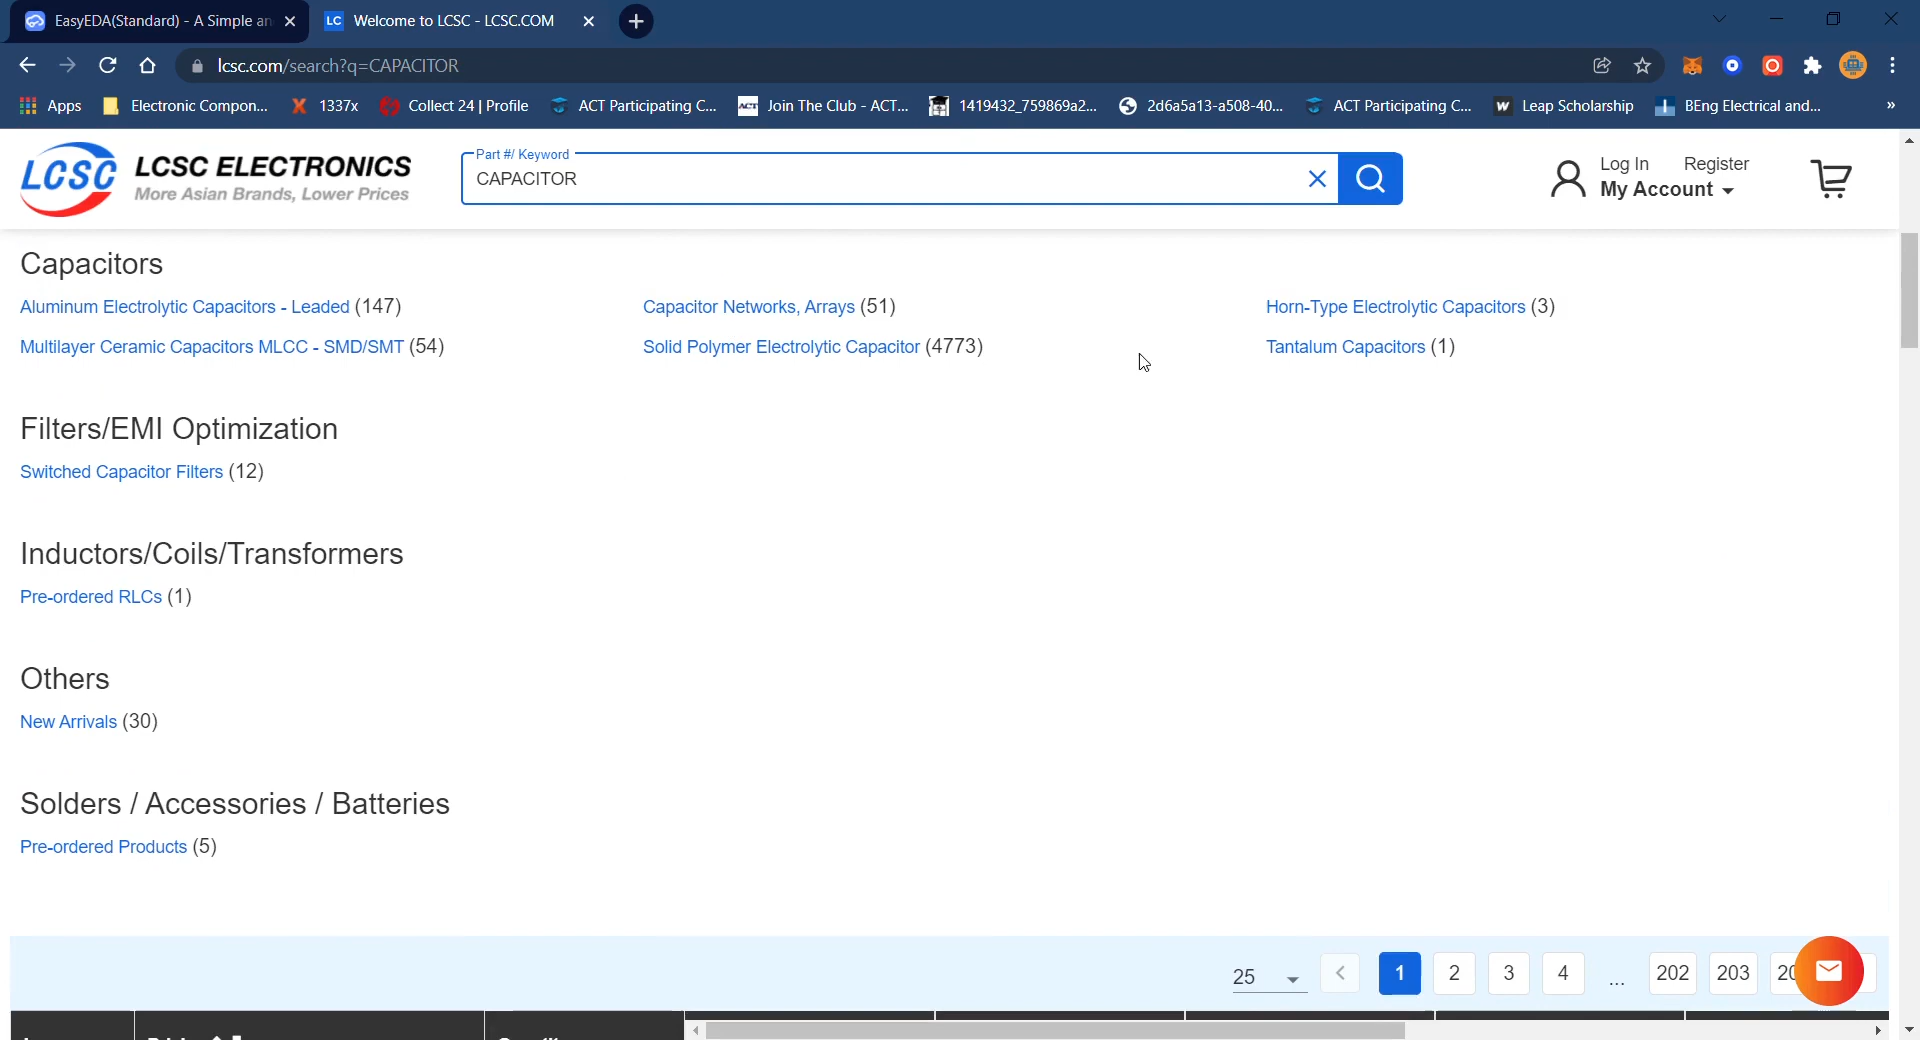 EasyEDA(Standard) - A Simple an
LC Welcome to LCSC - LCSC.COM
lcsc.com/search?q=CAPACITOR
Apps Electronic Compon... 1337x Collect 24 | Profile ACT Participating C... ACT Join The Club - ACT... 1419432_759869a2... 2d6a5a13-a508-40... ACT Participating C... W Leap Scholarship BEng Electrical and... »
LCSC LCSC ELECTRONICS
More Asian Brands, Lower Prices
Part #/ Keyword
CAPACITOR
Log In Register
My Account
Capacitors
Aluminum Electrolytic Capacitors - Leaded (147) Capacitor Networks, Arrays (51) Horn-Type Electrolytic Capacitors (3)
Multilayer Ceramic Capacitors MLCC - SMD/SMT (54) Solid Polymer Electrolytic Capacitor (4773) Tantalum Capacitors (1)
Filters/EMI Optimization
Switched Capacitor Filters (12)
Inductors/Coils/Transformers
Pre-ordered RLCs (1)
Others
New Arrivals (30)
Solders / Accessories / Batteries
Pre-ordered Products (5)
25 < 1 2 3 4 ... 202 203